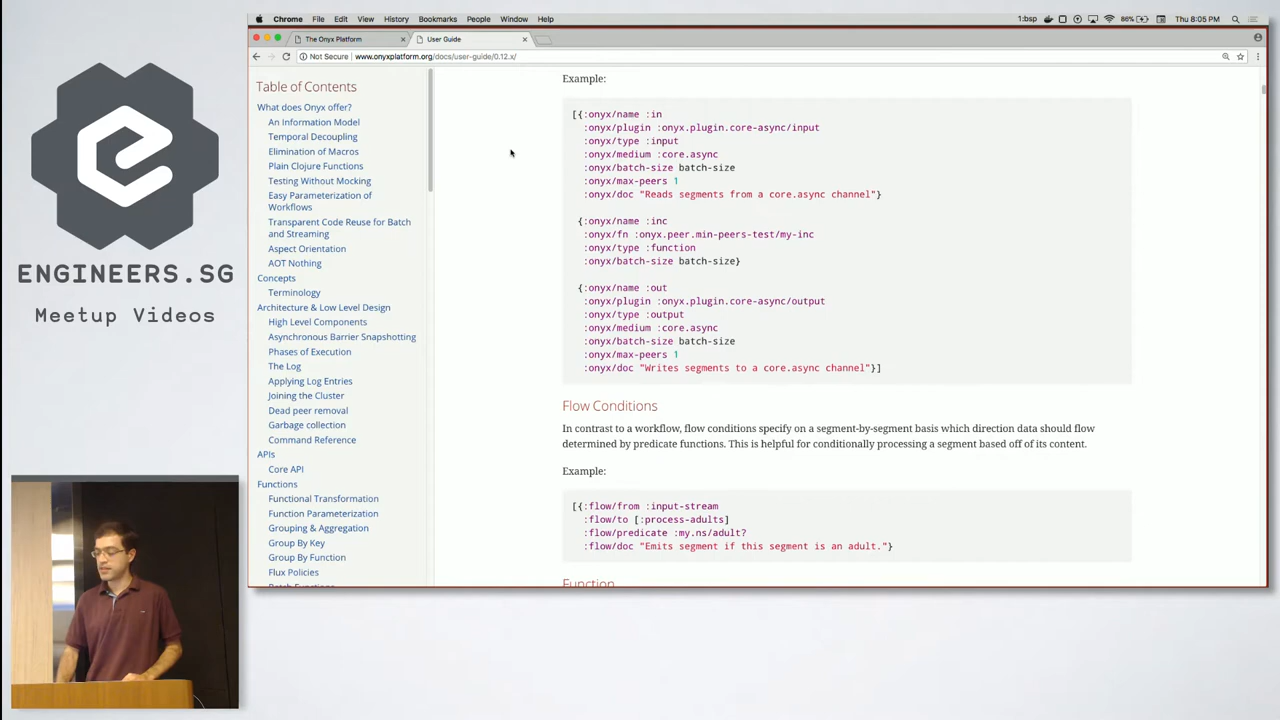 Chrome File Edit View History Bookmarks People Window Help
1:bsp 86% Thu 8:05 PM
The Onyx Platform
User Guide
Not Secure www.onyxplatform.org/docs/user-guide/0.12.x/
ENGINEERS.SG
Meetup Videos
Table of Contents
What does Onyx offer?
An Information Model
Temporal Decoupling
Elimination of Macros
Plain Clojure Functions
Testing Without Mocking
Easy Parameterization of
Workflows
Transparent Code Reuse for Batch
and Streaming
Aspect Orientation
AOT Nothing
Concepts
Terminology
Architecture & Low Level Design
High Level Components
Asynchronous Barrier Snapshotting
Phases of Execution
The Log
Applying Log Entries
Joining the Cluster
Dead peer removal
Garbage collection
Command Reference
APIs
Core API
Functions
Functional Transformation
Function Parameterization
Grouping & Aggregation
Group By Key
Group By Function
Flux Policies
Batch Functions
Example:
[{:onyx/name :in
:onyx/plugin :onyx.plugin.core-async/input
:onyx/type :input
:onyx/medium :core.async
:onyx/batch-size batch-size
:onyx/max-peers 1
:onyx/doc "Reads segments from a core.async channel"}
{:onyx/name :inc
:onyx/fn :onyx.peer.min-peers-test/my-inc
:onyx/type :function
:onyx/batch-size batch-size}
{:onyx/name :out
:onyx/plugin :onyx.plugin.core-async/output
:onyx/type :output
:onyx/medium :core.async
:onyx/batch-size batch-size
:onyx/max-peers 1
:onyx/doc "Writes segments to a core.async channel"}]
Flow Conditions
In contrast to a workflow, flow conditions specify on a segment-by-segment basis which direction data should flow
determined by predicate functions. This is helpful for conditionally processing a segment based off of its content.
Example:
[{:flow/from :input-stream
:flow/to [:process-adults]
:flow/predicate :my.ns/adult?
:flow/doc "Emits segment if this segment is an adult."}
Function